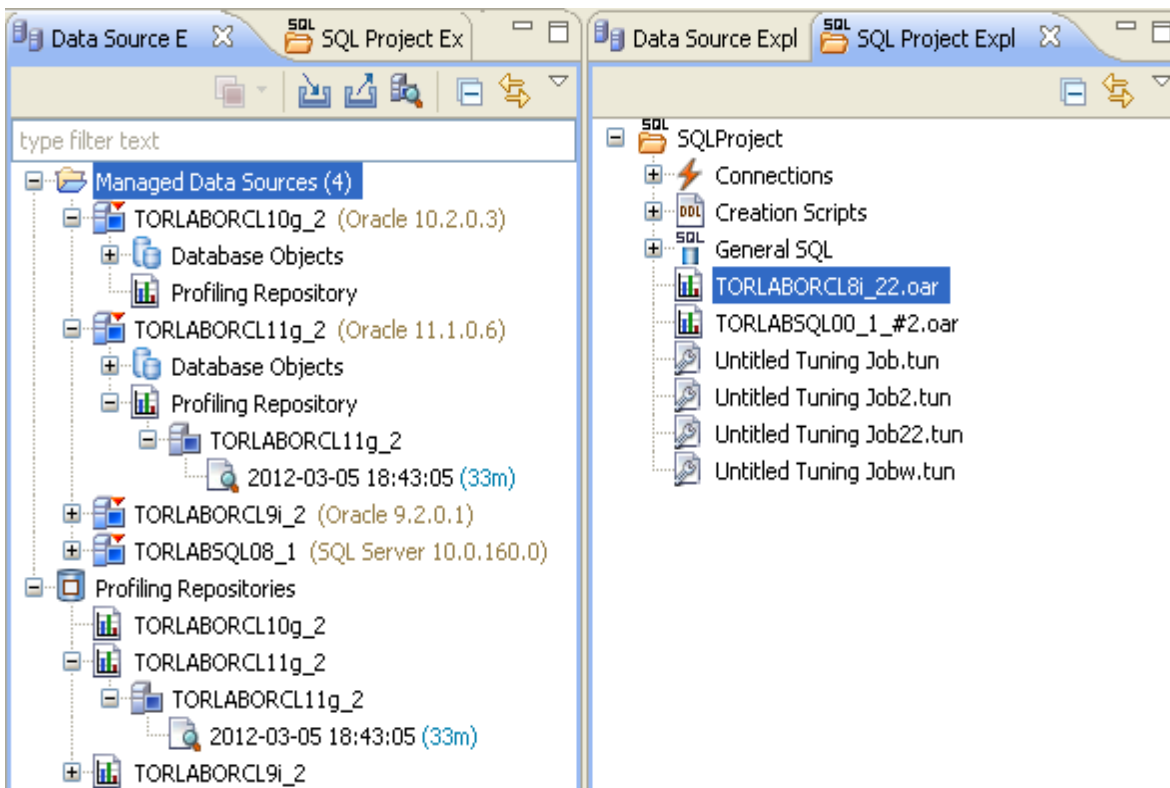 Data Source E
SQL
SQL Project Ex
type filter text
Managed Data Sources (4)
TORLABORCL10g_2 (Oracle 10.2.0.3)
Database Objects
Profiling Repository
TORLABORCL11g_2 (Oracle 11.1.0.6)
Database Objects
Profiling Repository
TORLABORCL11g_2
2012-03-05 18:43:05 (33m)
TORLABORCL9i_2 (Oracle 9.2.0.1)
TORLABSQL08_1 (SQL Server 10.0.160.0)
Profiling Repositories
TORLABORCL10g_2
TORLABORCL11g_2
TORLABORCL11g_2
2012-03-05 18:43:05 (33m)
TORLABORCL9i_2
Data Source Expl
SQL
SQL Project Expl
SQL
SQLProject
Connections
DDL
Creation Scripts
SQL
General SQL
TORLABORCL8i_22.oar
TORLABSQL00_1_#2.oar
Untitled Tuning Job.tun
Untitled Tuning Job2.tun
Untitled Tuning Job22.tun
Untitled Tuning Jobw.tun